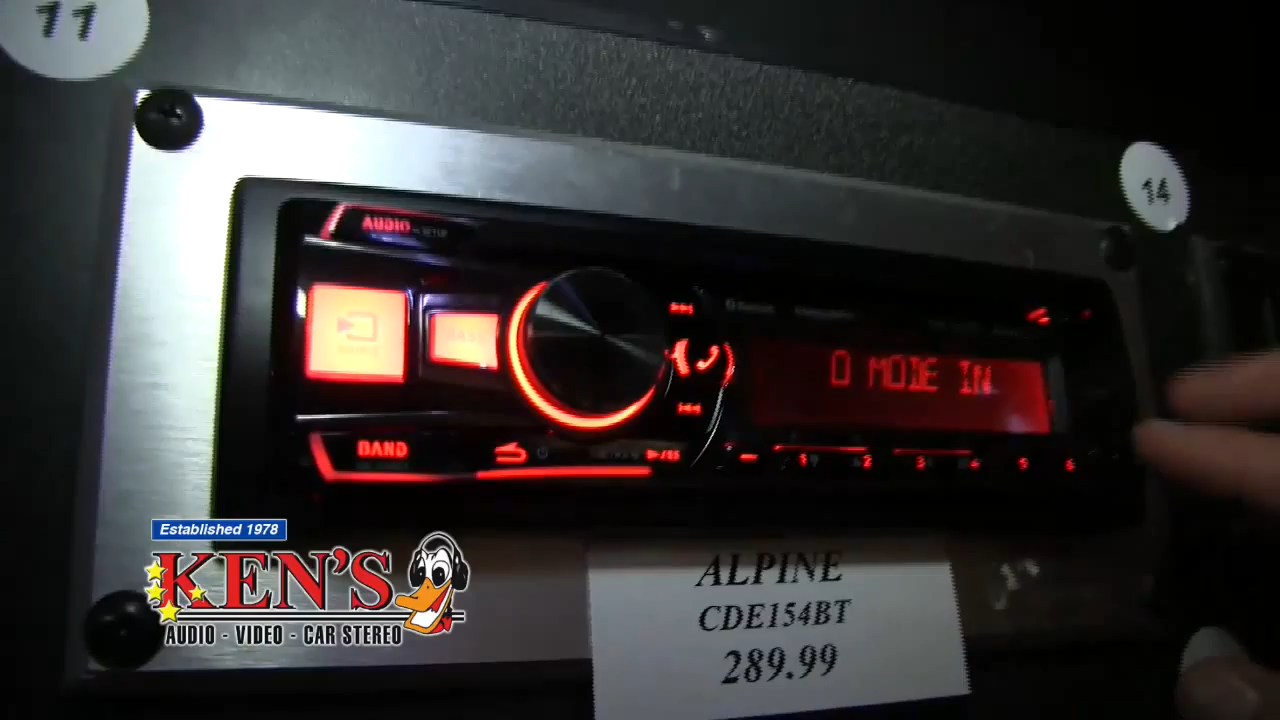 11
14
AUDIO
O MODE IN
BAND
1
2
3
4
5
6
Established 1978
KEN'S
AUDIO - VIDEO - CAR STEREO
ALPINE
CDE154BT
289.99